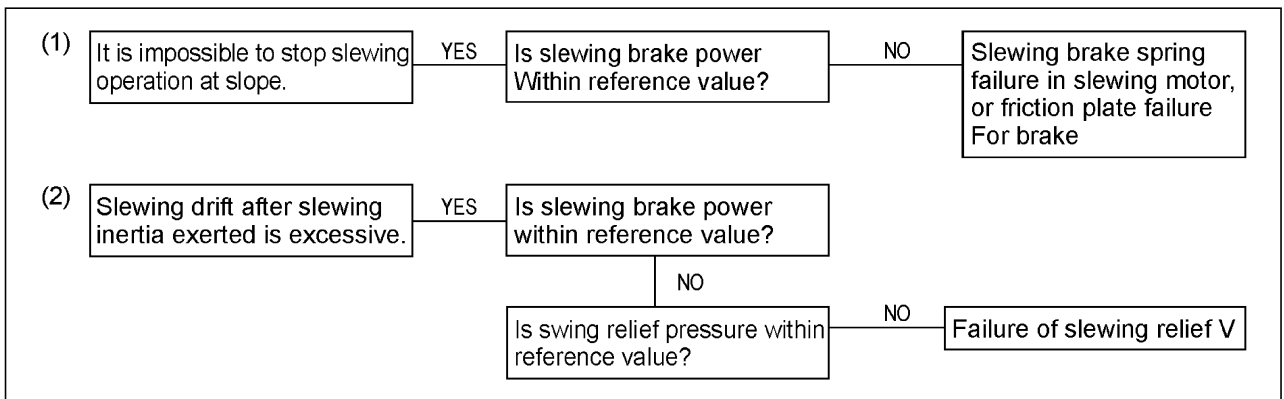 (1)
It is impossible to stop slewing
operation at slope.
YES
Is slewing brake power
Within reference value?
NO
Slewing brake spring
failure in slewing motor,
or friction plate failure
For brake
(2)
Slewing drift after slewing
inertia exerted is excessive.
YES
Is slewing brake power
within reference value?
NO
Is swing relief pressure within
reference value?
NO
Failure of slewing relief V